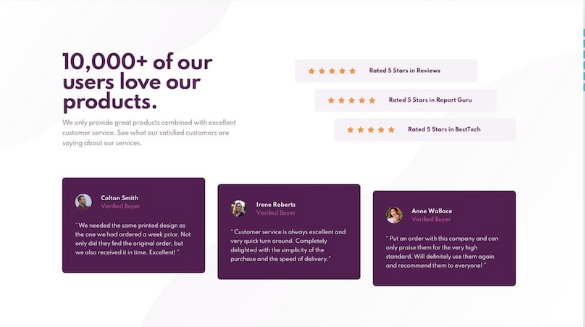 10,000+ of our
users love our
products.
We only provide great products combined with excellent
customer service. See what our satisfied customers are
saying about our services.
Rated 5 Stars in Reviews
Rated 5 Stars in Report Guru
Rated 5 Stars in BestTech
Colton Smith
Verified Buyer
" We needed the same printed design as
the one we had ordered a week prior. Not
only did they find the original order, but
we also received it in time. Excellent! "
Irene Roberts
Verified Buyer
" Customer service is always excellent and
very quick turn around. Completely
delighted with the simplicity of the
purchase and the speed of delivery. "
Anne Wallace
Verified Buyer
" Put an order with this company and can
only praise them for the very high
standard. Will definitely use them again
and recommend them to everyone! "